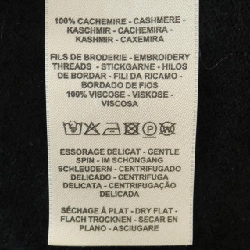 100% CACHEMIRE - CASHMERE -
KASCHMIR - CACHEMIRA -
KASHMIR - CAXEMIRA
FILS DE BRODERIE - EMBROIDERY
THREADS - STICKGARNE - HILOS
DE BORDAR - FILI DA RICAMO -
BORDADO DE FIOS
100% VISCOSE - VISKOSE -
VISCOSA
ESSORAGE DELICAT - GENTLE
SPIN - IM SCHONGANG
SCHLEUDERN - CENTRIFUGADO
DELICADO - CENTRIFUGA
DELICATA - CENTRIFUGAÇÃO
DELICADO
SÉCHAGE À PLAT - DRY FLAT -
FLACH TROCKNEN - SECAR EN
PLANO - ASCIUGARE